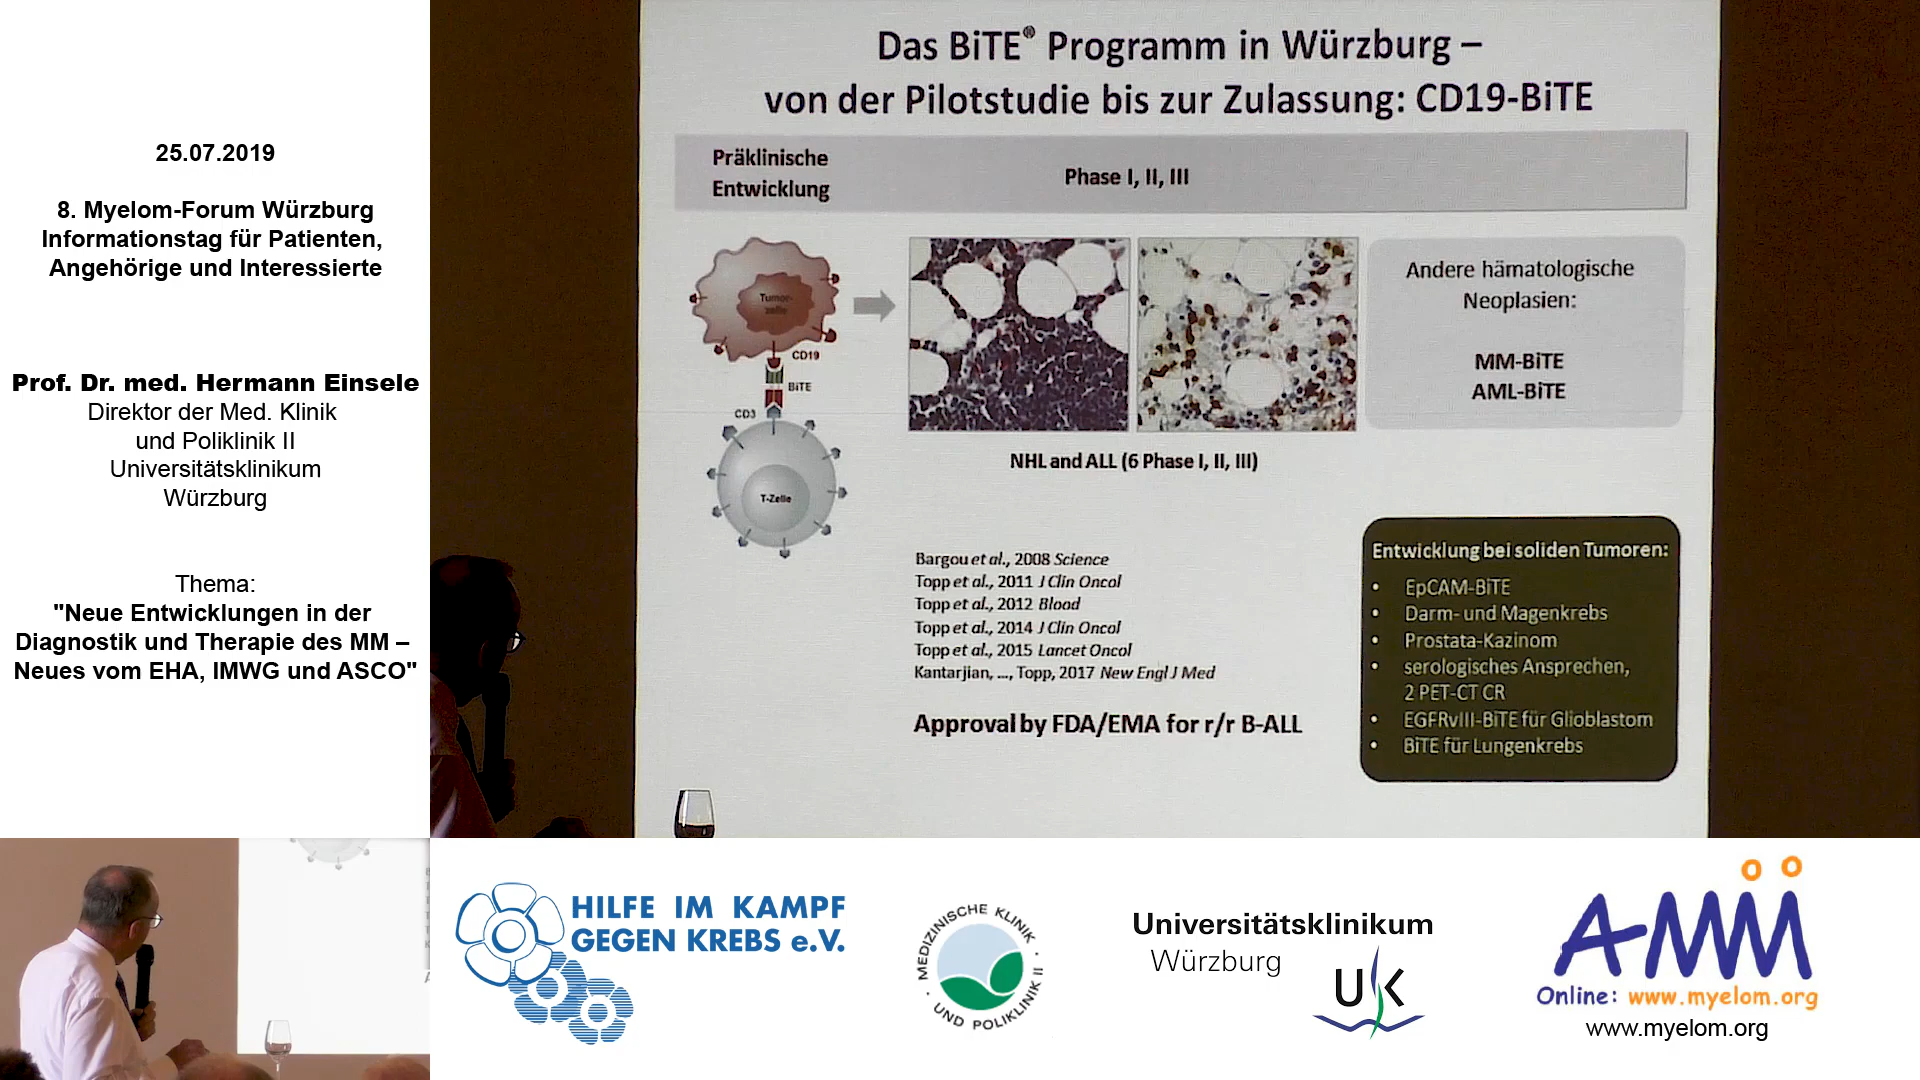 25.07.2019
8. Myelom-Forum Würzburg
Informationstag für Patienten,
Angehörige und Interessierte
Prof. Dr. med. Hermann Einsele
Direktor der Med. Klinik
und Poliklinik II
Universitätsklinikum
Würzburg
Thema:
"Neue Entwicklungen in der
Diagnostik und Therapie des MM –
Neues vom EHA, IMWG und ASCO"
Das BiTE® Programm in Würzburg –
von der Pilotstudie bis zur Zulassung: CD19-BiTE
Präklinische
Entwicklung
Phase I, II, III
Tumor-
zelle
CD19
BiTE
CD3
T-Zelle
NHL and ALL (6 Phase I, II, III)
Andere hämatologische
Neoplasien:
MM-BiTE
AML-BiTE
Bargou et al., 2008 Science
Topp et al., 2011 J Clin Oncol
Topp et al., 2012 Blood
Topp et al., 2014 J Clin Oncol
Topp et al., 2015 Lancet Oncol
Kantarjian, ..., Topp, 2017 New Engl J Med
Approval by FDA/EMA for r/r B-ALL
Entwicklung bei soliden Tumoren:
• EpCAM-BiTE
• Darm- und Magenkrebs
• Prostata-Kazinom
• serologisches Ansprechen,
2 PET-CT CR
• EGFRvIII-BiTE für Glioblastom
• BiTE für Lungenkrebs
HILFE IM KAMPF
GEGEN KREBS e.V.
MEDIZINISCHE KLINIK
· UND POLIKLINIK II ·
Universitätsklinikum
Würzburg
UK
AMM
Online: www.myelom.org
www.myelom.org